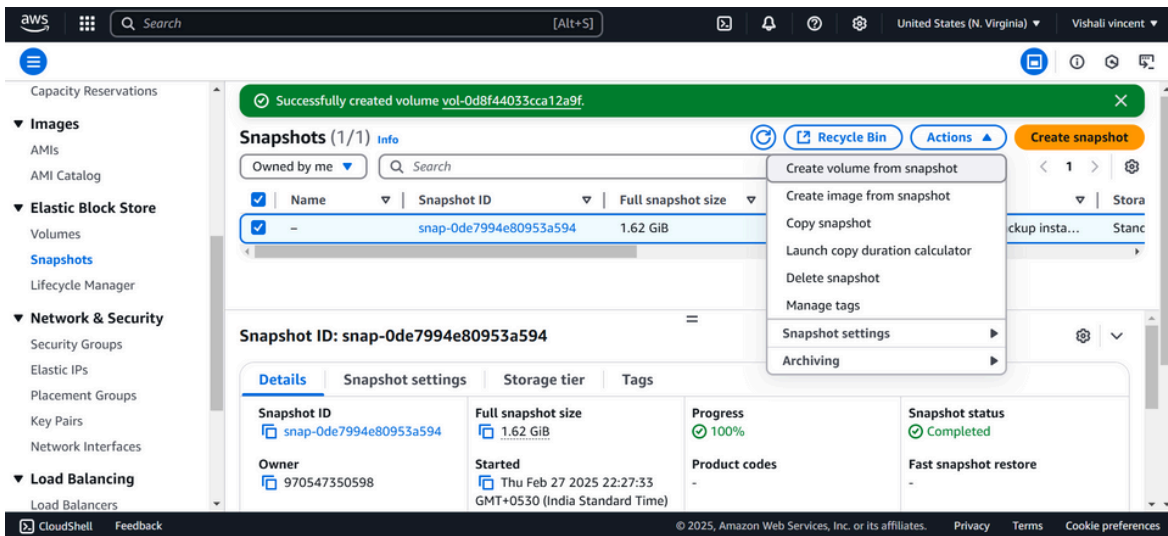 aws Search [Alt+S] United States (N. Virginia) Vishali vincent
Capacity Reservations
Images
AMIs
AMI Catalog
Elastic Block Store
Volumes
Snapshots
Lifecycle Manager
Network & Security
Security Groups
Elastic IPs
Placement Groups
Key Pairs
Network Interfaces
Load Balancing
Load Balancers
Successfully created volume vol-0d8f44033cca12a9f.
Snapshots (1/1) Info Recycle Bin Actions Create snapshot
Owned by me Search 1
Name Snapshot ID Full snapshot size Stora
– snap-0de7994e80953a594 1.62 GiB ckup insta... Stanc
Create volume from snapshot
Create image from snapshot
Copy snapshot
Launch copy duration calculator
Delete snapshot
Manage tags
Snapshot settings
Archiving
Snapshot ID: snap-0de7994e80953a594
Details Snapshot settings Storage tier Tags
Snapshot ID Full snapshot size Progress Snapshot status
snap-0de7994e80953a594 1.62 GiB 100% Completed
Owner Started Product codes Fast snapshot restore
970547350598 Thu Feb 27 2025 22:27:33 - -
GMT+0530 (India Standard Time)
CloudShell Feedback © 2025, Amazon Web Services, Inc. or its affiliates. Privacy Terms Cookie preferences